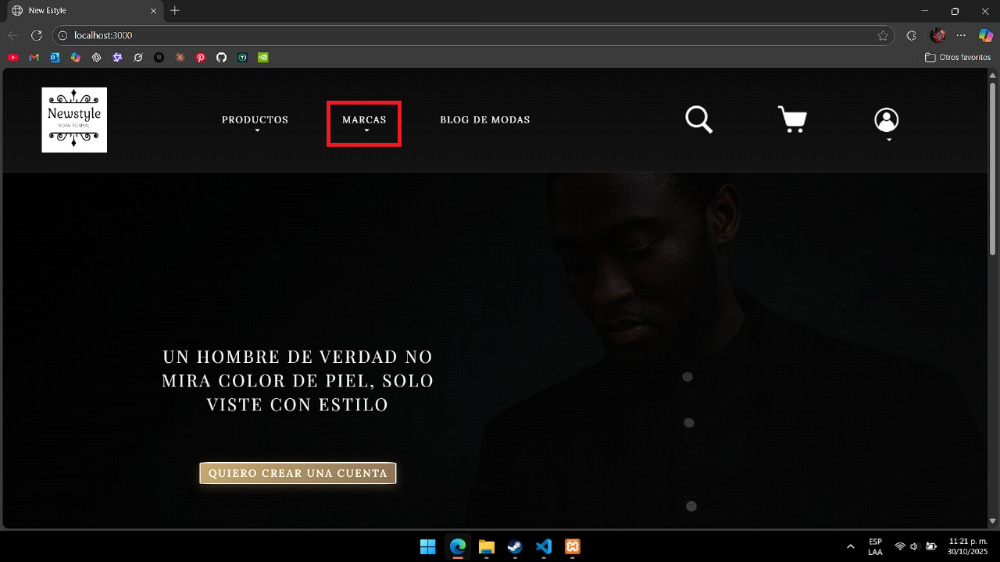 New Estyle
localhost:3000
Otros favoritos
Newstyle
ROPA FORMAL
PRODUCTOS
MARCAS
BLOG DE MODAS
UN HOMBRE DE VERDAD NO
MIRA COLOR DE PIEL, SOLO
VISTE CON ESTILO
QUIERO CREAR UNA CUENTA
ESP
LAA
11:21 p. m.
30/10/2025